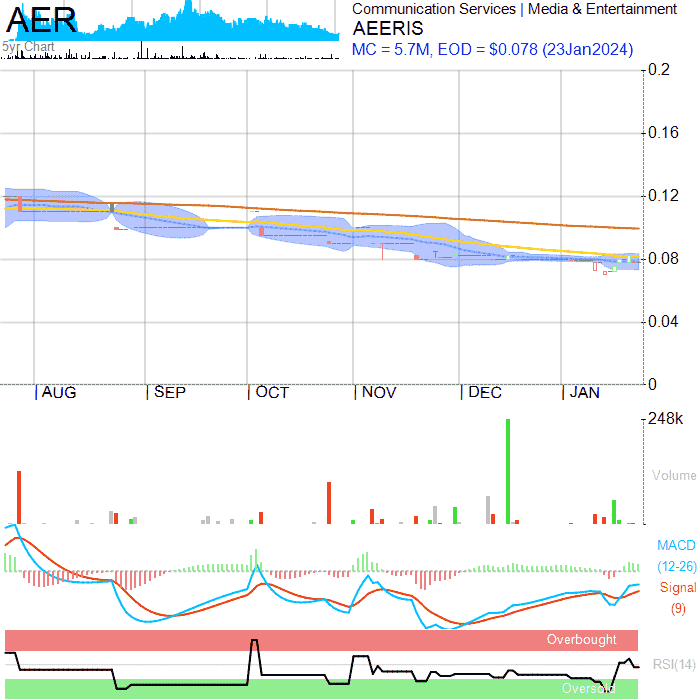 AER
5yr Chart
Communication Services | Media & Entertainment
AEERIS
MC = 5.7M, EOD = $0.078 (23Jan2024)
0.2
0.16
0.12
0.08
0.04
0
AUG SEP OCT NOV DEC JAN
248k
Volume
MACD
(12-26)
Signal
(9)
Overbought
RSI(14)
Oversold